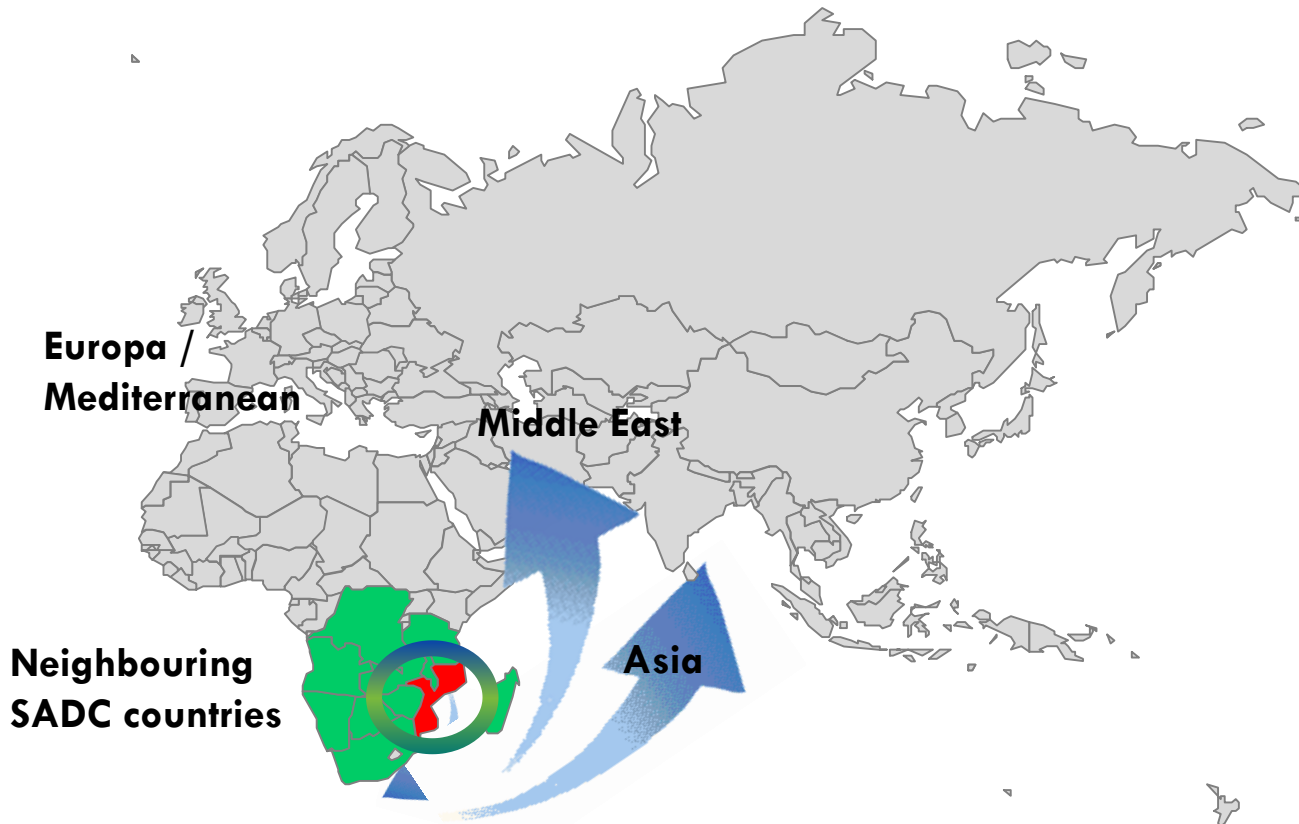 Europa /
Mediterranean
Middle East
Asia
Neighbouring
SADC countries